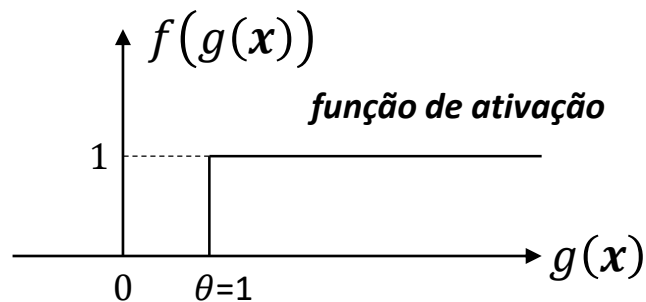 f(g(x))
função de ativação
1
g(x)
0 θ=1